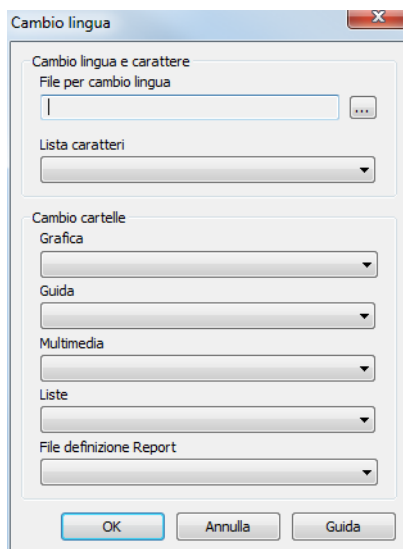 Cambio lingua
Cambio lingua e carattere
File per cambio lingua
...
Lista caratteri
Cambio cartelle
Grafica
Guida
Multimedia
Liste
File definizione Report
OK Annulla Guida